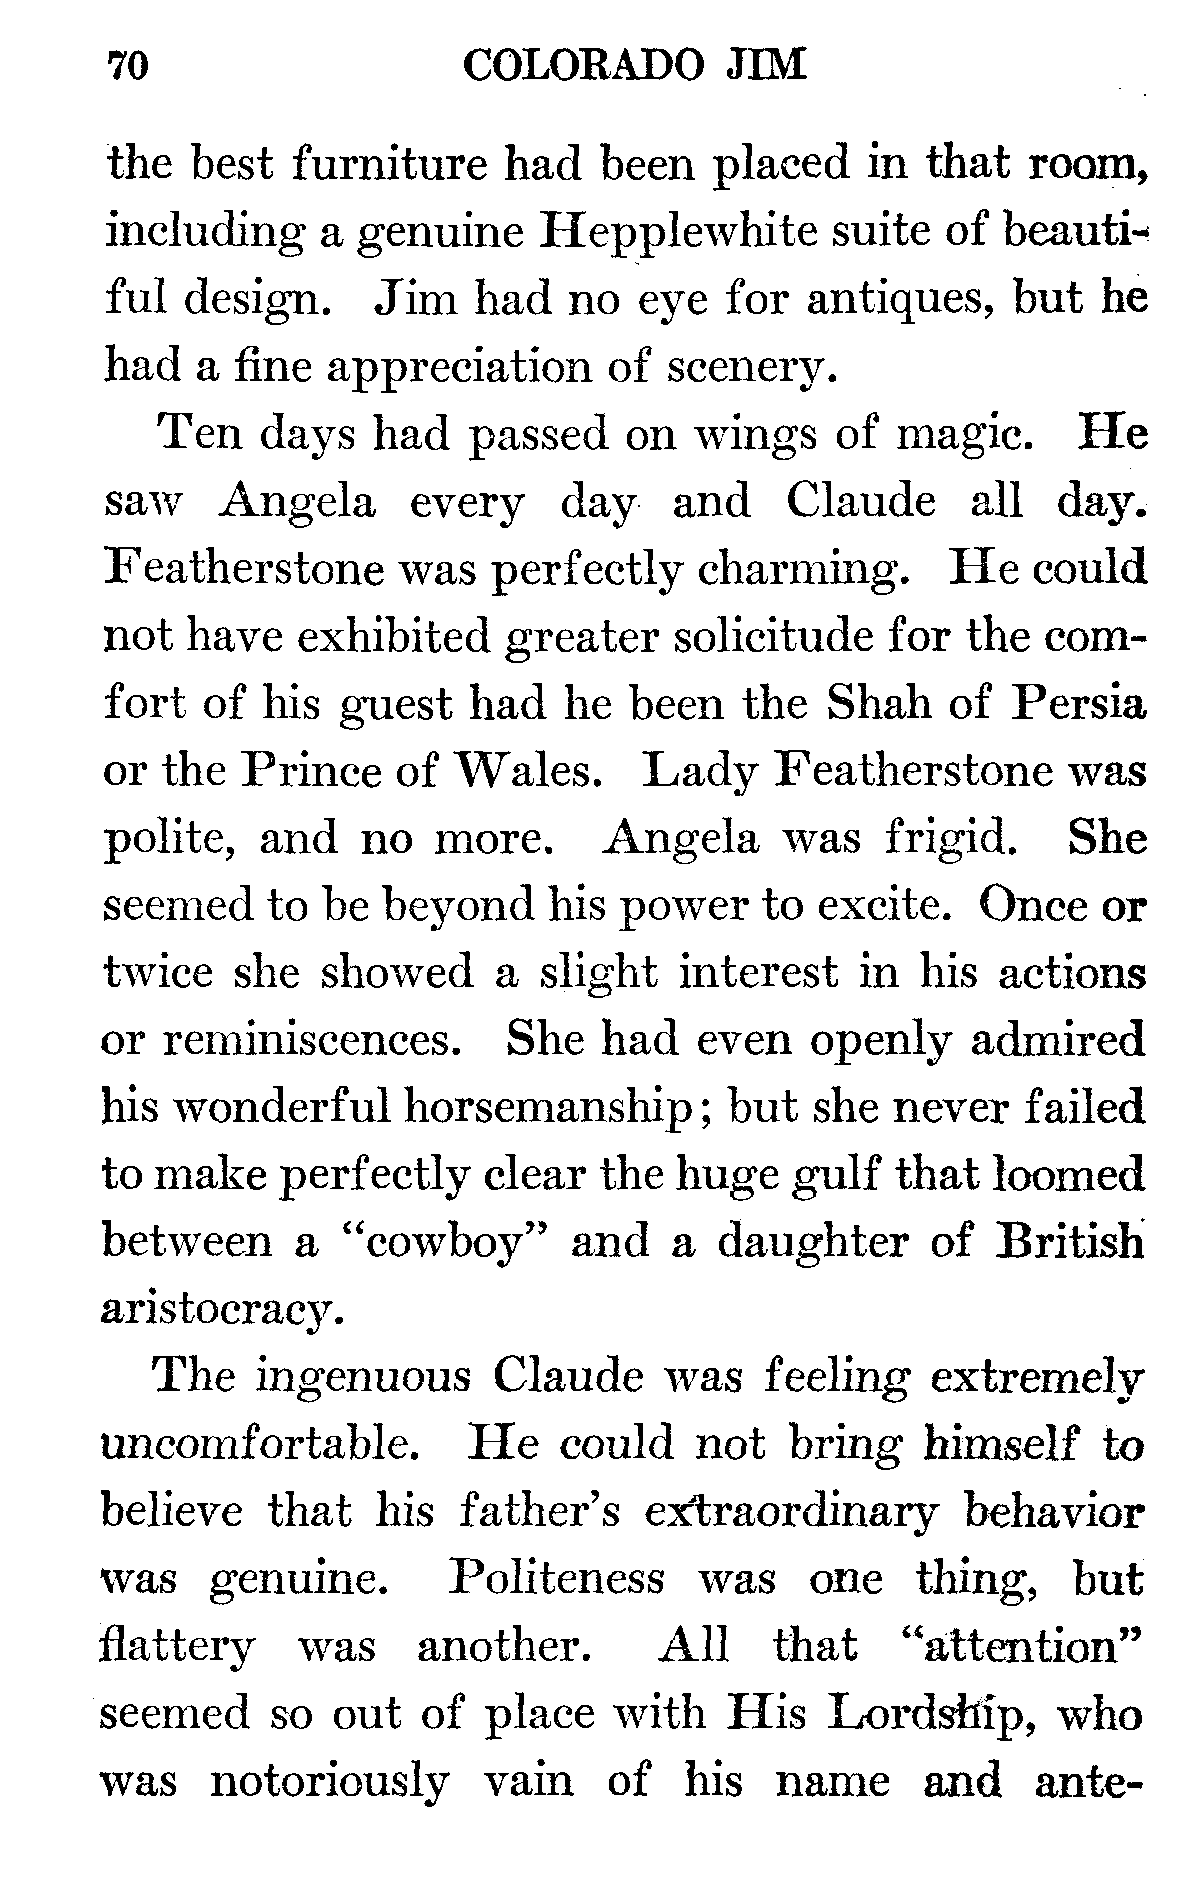 70 COLORADO JIM
the best furniture had been placed in that room,
including a genuine Hepplewhite suite of beauti-
ful design. Jim had no eye for antiques, but he
had a fine appreciation of scenery.
Ten days had passed on wings of magic. He
saw Angela every day and Claude all day.
Featherstone was perfectly charming. He could
not have exhibited greater solicitude for the com-
fort of his guest had he been the Shah of Persia
or the Prince of Wales. Lady Featherstone was
polite, and no more. Angela was frigid. She
seemed to be beyond his power to excite. Once or
twice she showed a slight interest in his actions
or reminiscences. She had even openly admired
his wonderful horsemanship; but she never failed
to make perfectly clear the huge gulf that loomed
between a “cowboy” and a daughter of British
aristocracy.
The ingenuous Claude was feeling extremely
uncomfortable. He could not bring himself to
believe that his father’s extraordinary behavior
was genuine. Politeness was one thing, but
flattery was another. All that “attention”
seemed so out of place with His Lordship, who
was notoriously vain of his name and ante-